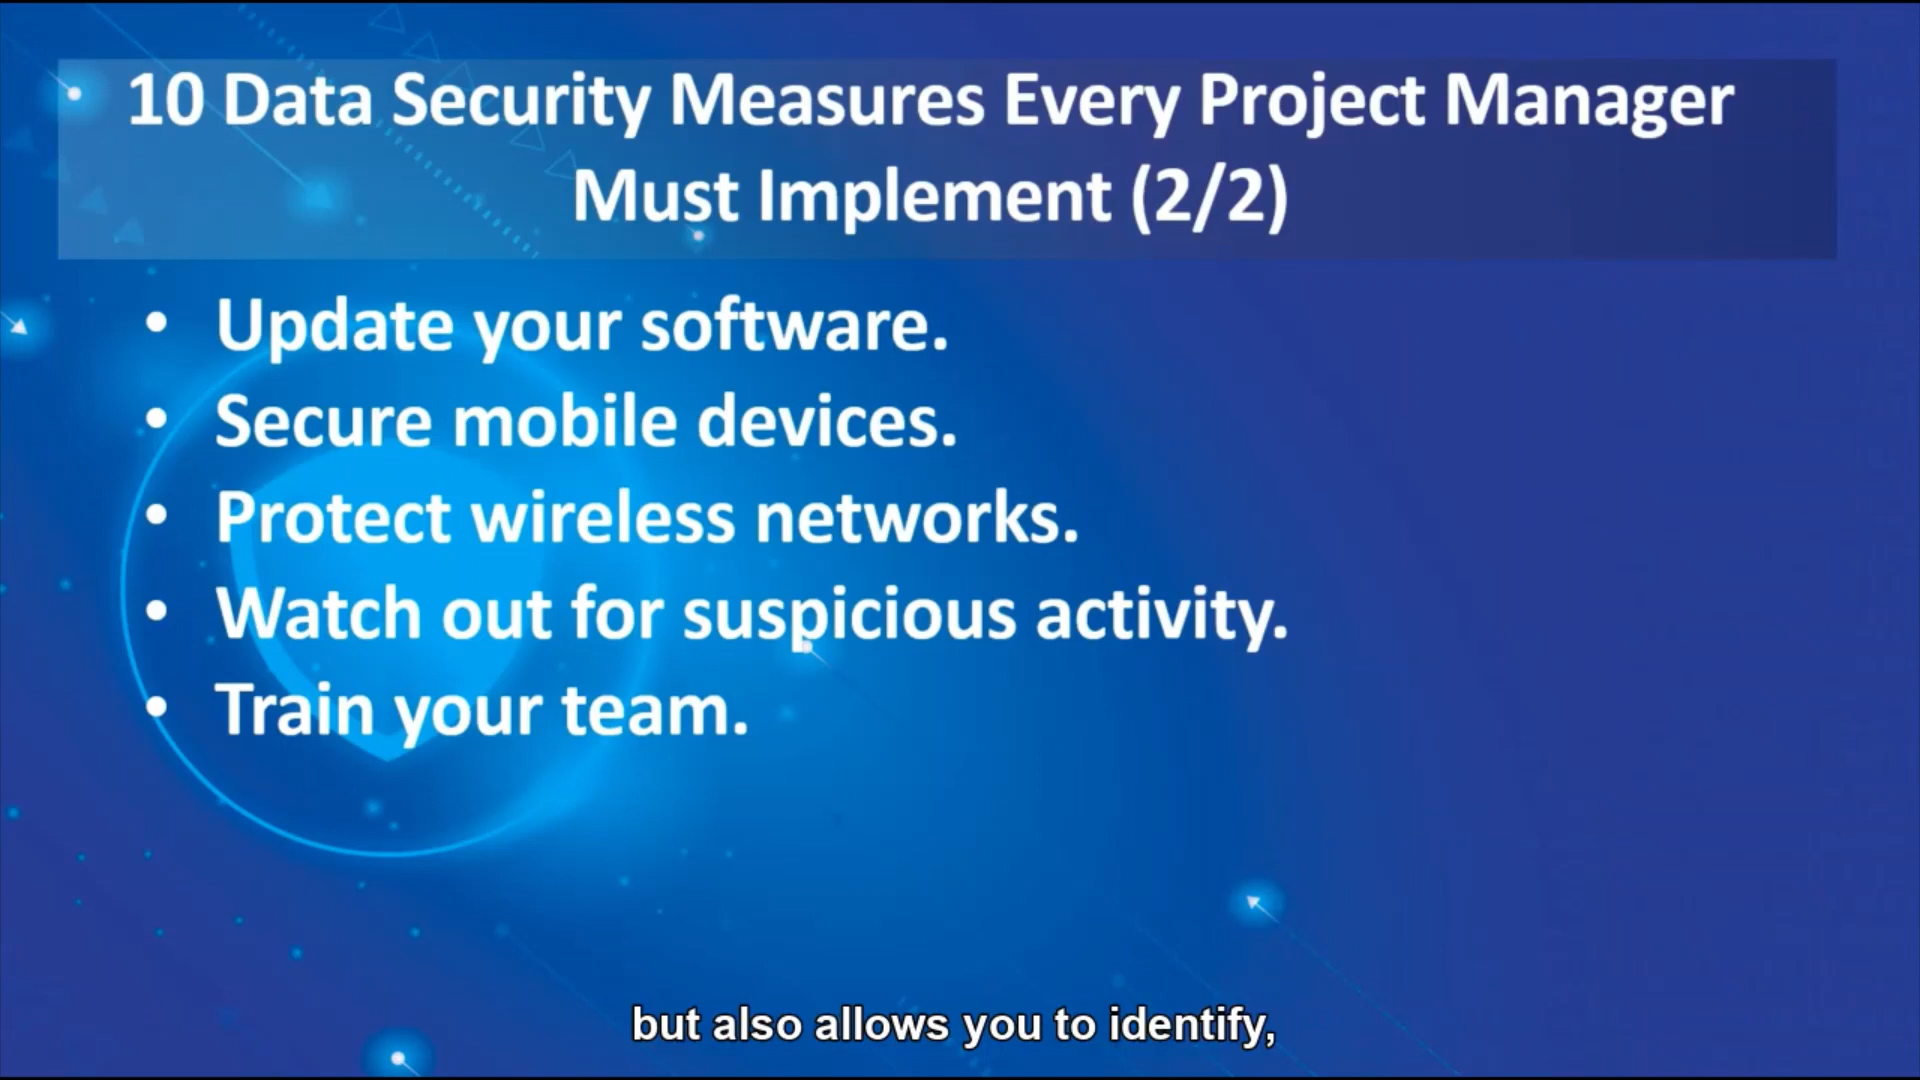 10 Data Security Measures Every Project Manager
Must Implement (2/2)
• Update your software.
• Secure mobile devices.
• Protect wireless networks.
• Watch out for suspicious activity.
• Train your team.
but also allows you to identify,